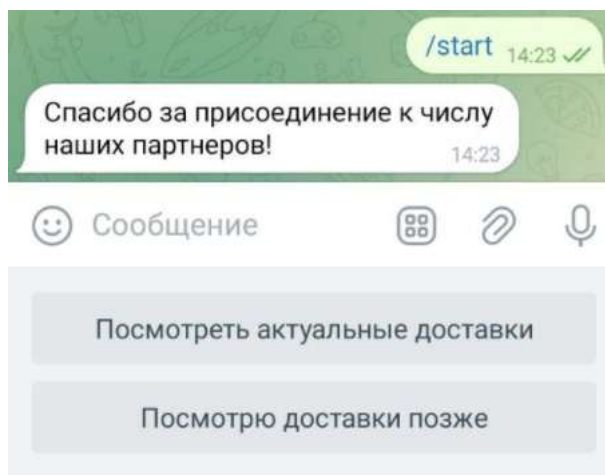 /start 14:23
Спасибо за присоединение к числу
наших партнеров!
14:23
Сообщение
Посмотреть актуальные доставки
Посмотрю доставки позже